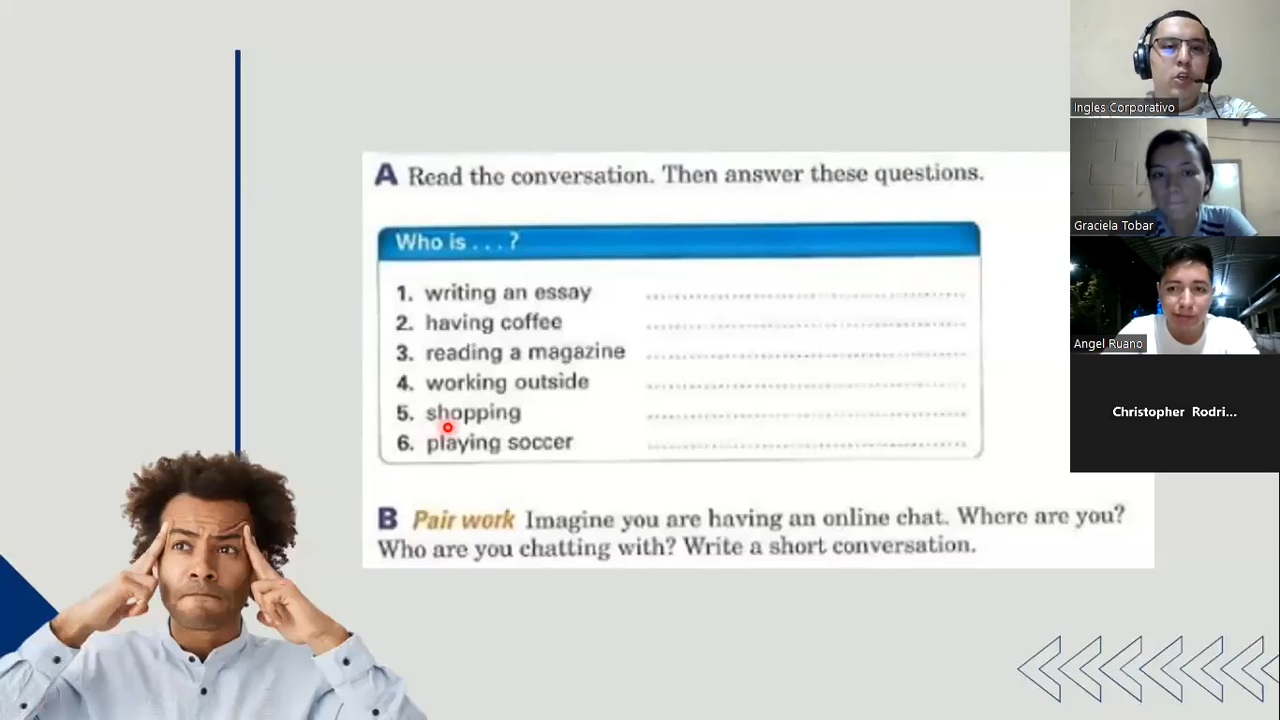 A Read the conversation. Then answer these questions.
Who is . . . ?
1. writing an essay
2. having coffee
3. reading a magazine
4. working outside
5. shopping
6. playing soccer
B Pair work Imagine you are having an online chat. Where are you?
Who are you chatting with? Write a short conversation.
Ingles Corporativo
Graciela Tobar
Angel Ruano
Christopher Rodri...